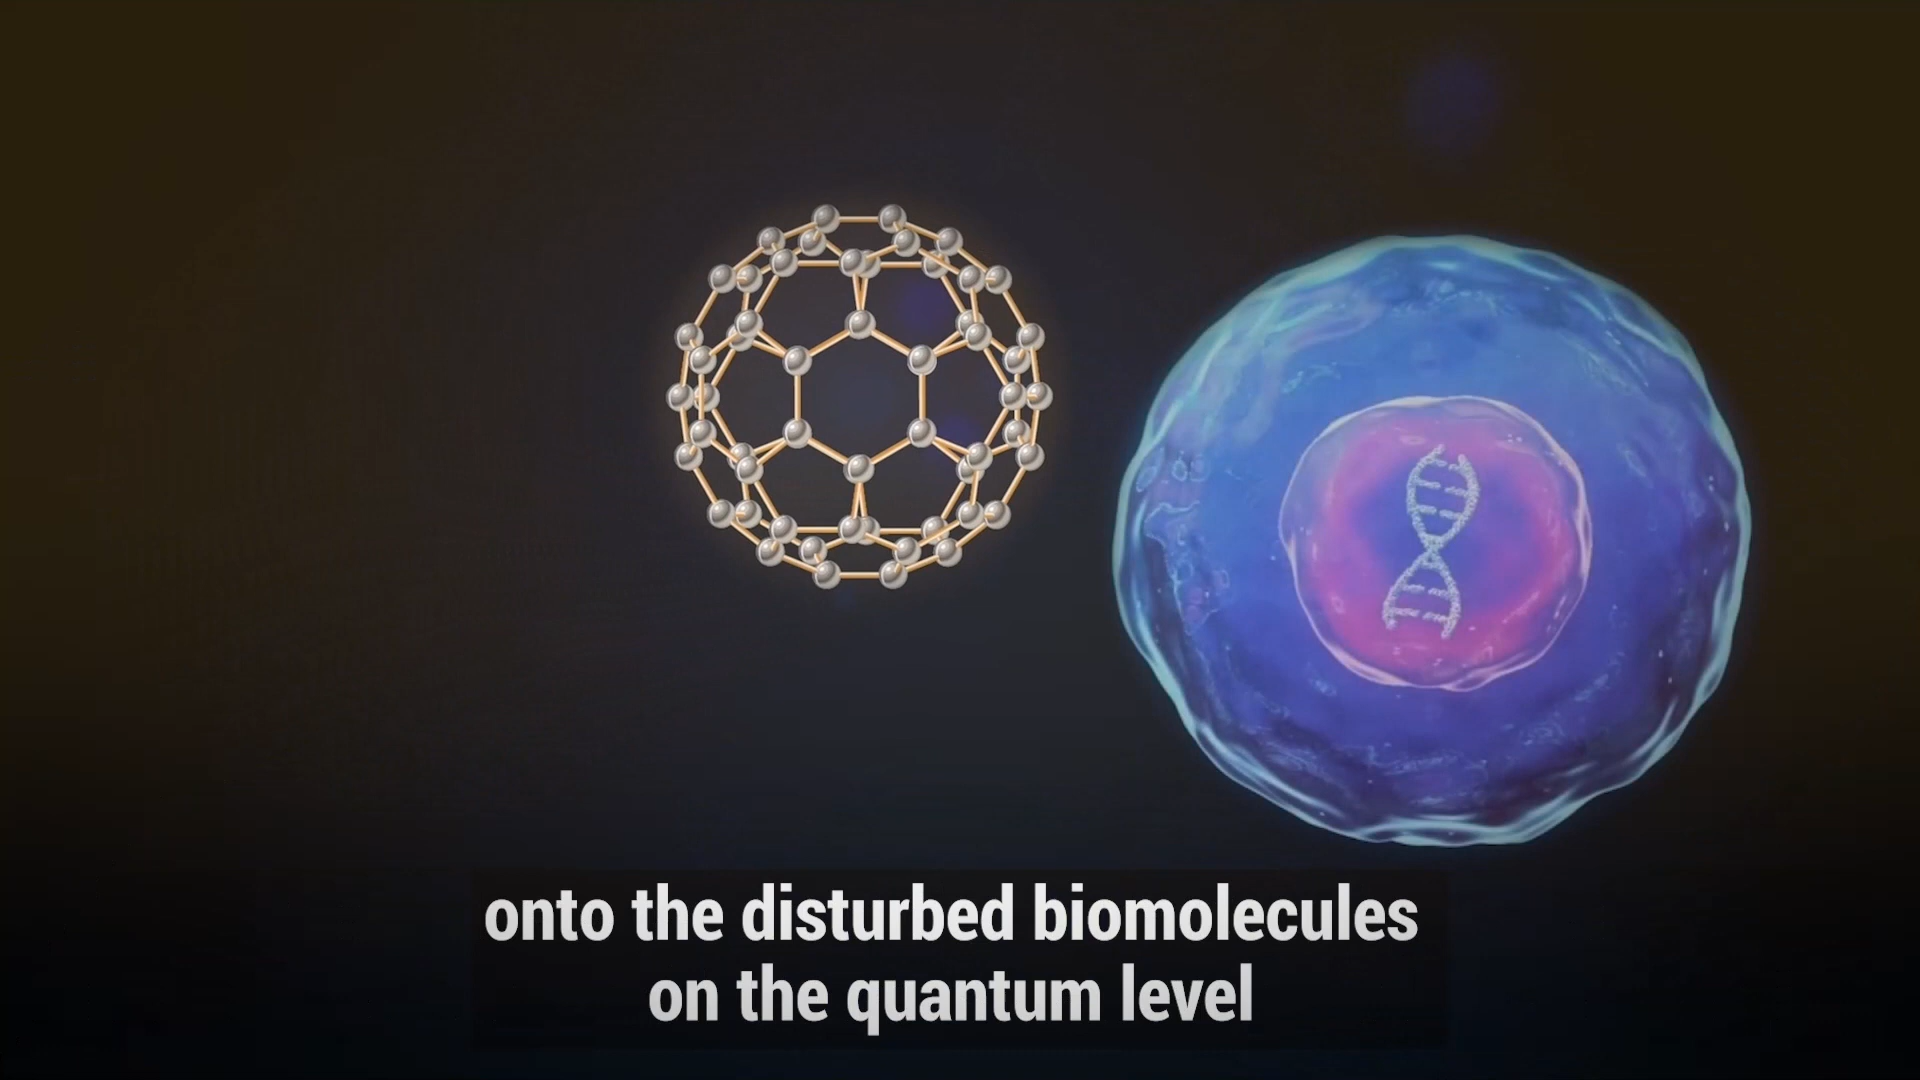 onto the disturbed biomolecules
on the quantum level